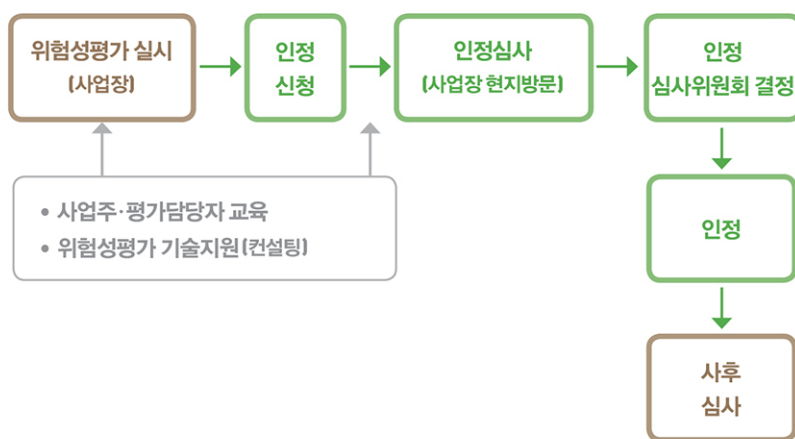 위험성평가 실시
(사업장)
인정
신청
인정심사
(사업장 현지방문)
인정
심사위원회 결정
• 사업주·평가담당자 교육
• 위험성평가 기술지원(컨설팅)
인정
사후
심사